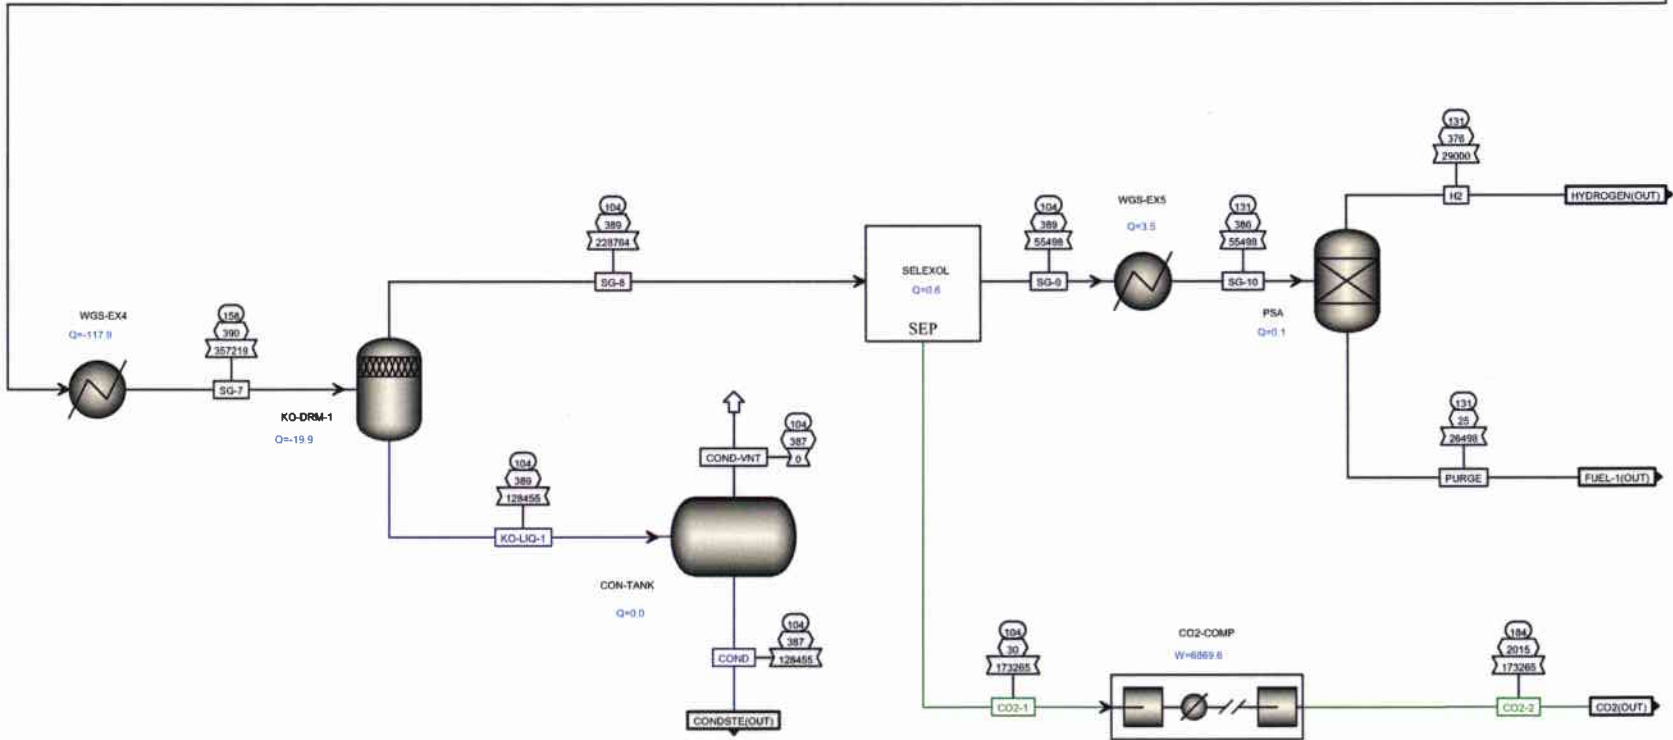 131
376
29000
H2
HYDROGEN(OUT)
104
389
228764
SG-8
104
389
55498
SG-9
WGS-EX5
Q=3.5
131
386
55498
SG-10
SELEXOL
Q=0.6
SEP
PSA
Q=0.1
WGS-EX4
Q=-117.9
158
390
357219
SG-7
KO-DRM-1
Q=-19.9
104
387
0
COND-VNT
104
389
128455
KO-LIQ-1
131
25
26498
PURGE
FUEL-1(OUT)
CON-TANK
Q=0.0
104
387
128455
COND
CONDSTE(OUT)
104
30
173265
CO2-1
CO2-COMP
W=6869.6
184
2015
173265
CO2-2
CO2(OUT)